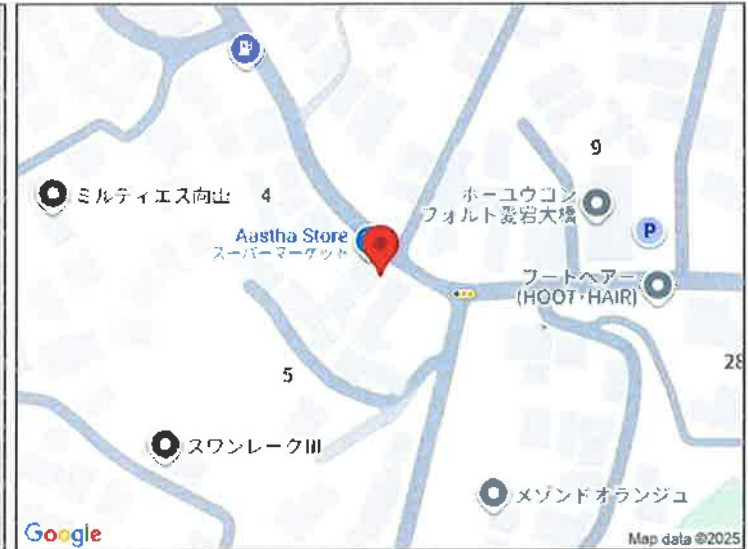 9
ミルティエス向山
4
ホーユウコン
フォルト愛宕大橋
P
Aastha Store
スーパーマーケット
フートヘアー
(HOOT·HAIR)
5
28
スワンレークIII
メゾンドオランジュ
Google
Map data ©2025